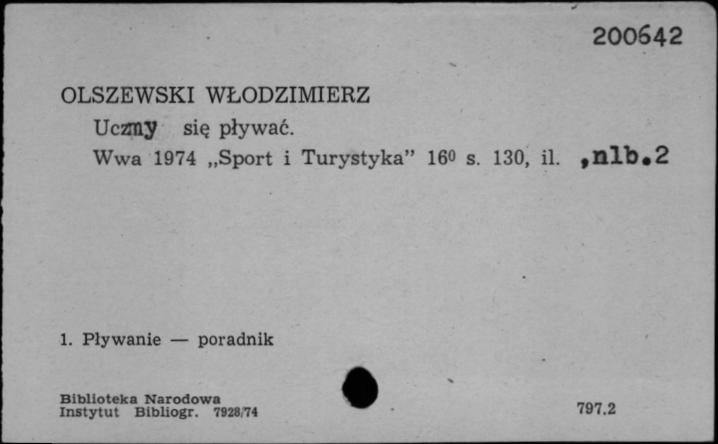 200642
OLSZEWSKI WŁODZIMIERZ
Uczmy się pływać.
Wwa 1974 „Sport i Turystyka” 16⁰ s. 130, il. ,nlb.2
1. Pływanie — poradnik
Biblioteka Narodowa
Instytut Bibliogr. 7928/74
797.2